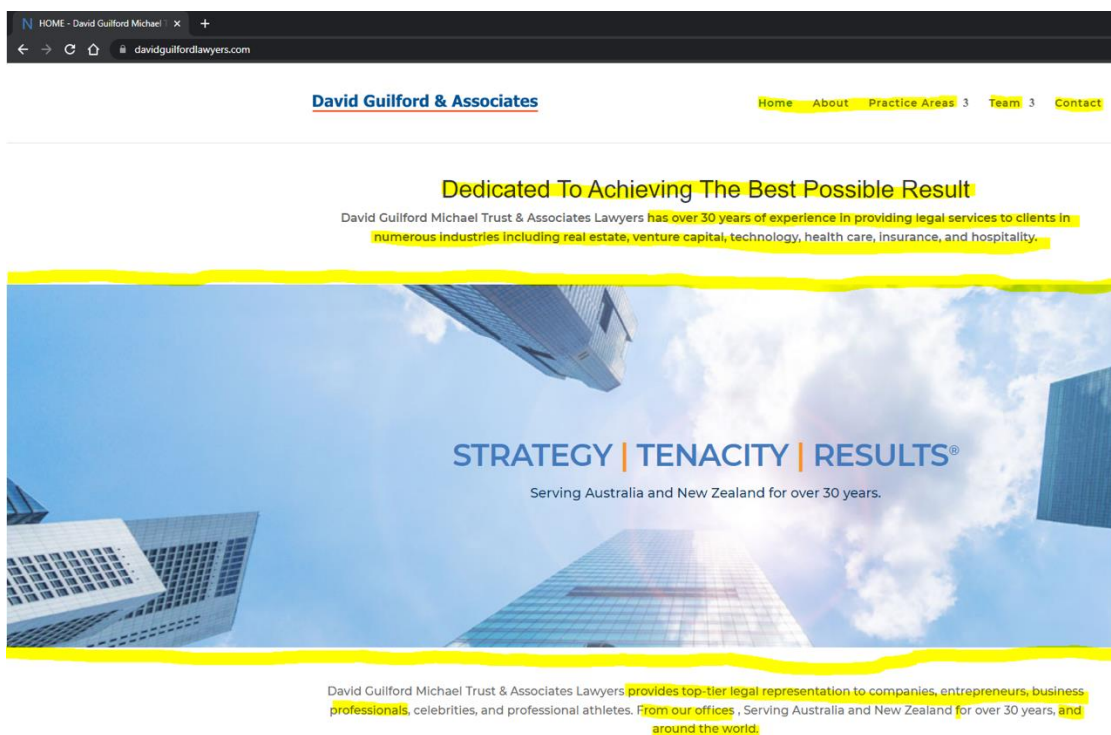 N HOME - David Guilford Michael T × +
davidguilfordlawyers.com
David Guilford & Associates
Home About Practice Areas 3 Team 3 Contact
Dedicated To Achieving The Best Possible Result
David Guilford Michael Trust & Associates Lawyers has over 30 years of experience in providing legal services to clients in
numerous industries including real estate, venture capital, technology, health care, insurance, and hospitality.
STRATEGY | TENACITY | RESULTS®
Serving Australia and New Zealand for over 30 years.
David Guilford Michael Trust & Associates Lawyers provides top-tier legal representation to companies, entrepreneurs, business
professionals, celebrities, and professional athletes. From our offices , Serving Australia and New Zealand for over 30 years, and
around the world.